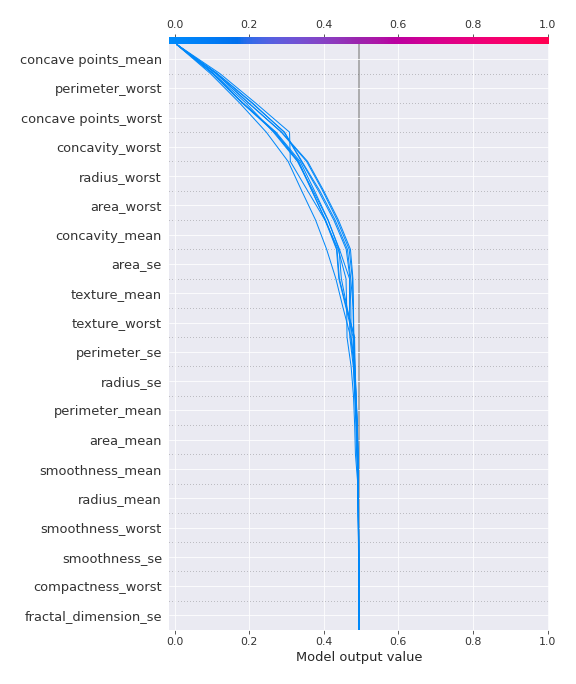 0.0 0.2 0.4 0.6 0.8 1.0
concave points_mean
perimeter_worst
concave points_worst
concavity_worst
radius_worst
area_worst
concavity_mean
area_se
texture_mean
texture_worst
perimeter_se
radius_se
perimeter_mean
area_mean
smoothness_mean
radius_mean
smoothness_worst
smoothness_se
compactness_worst
fractal_dimension_se
0.0 0.2 0.4 0.6 0.8 1.0
Model output value